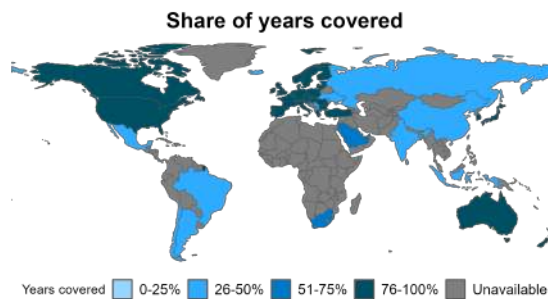 Share of years covered
Years covered 0-25% 26-50% 51-75% 76-100% Unavailable